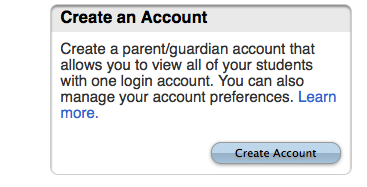 Create an Account
Create a parent/guardian account that
allows you to view all of your students
with one login account. You can also
manage your account preferences. Learn
more.
Create Account